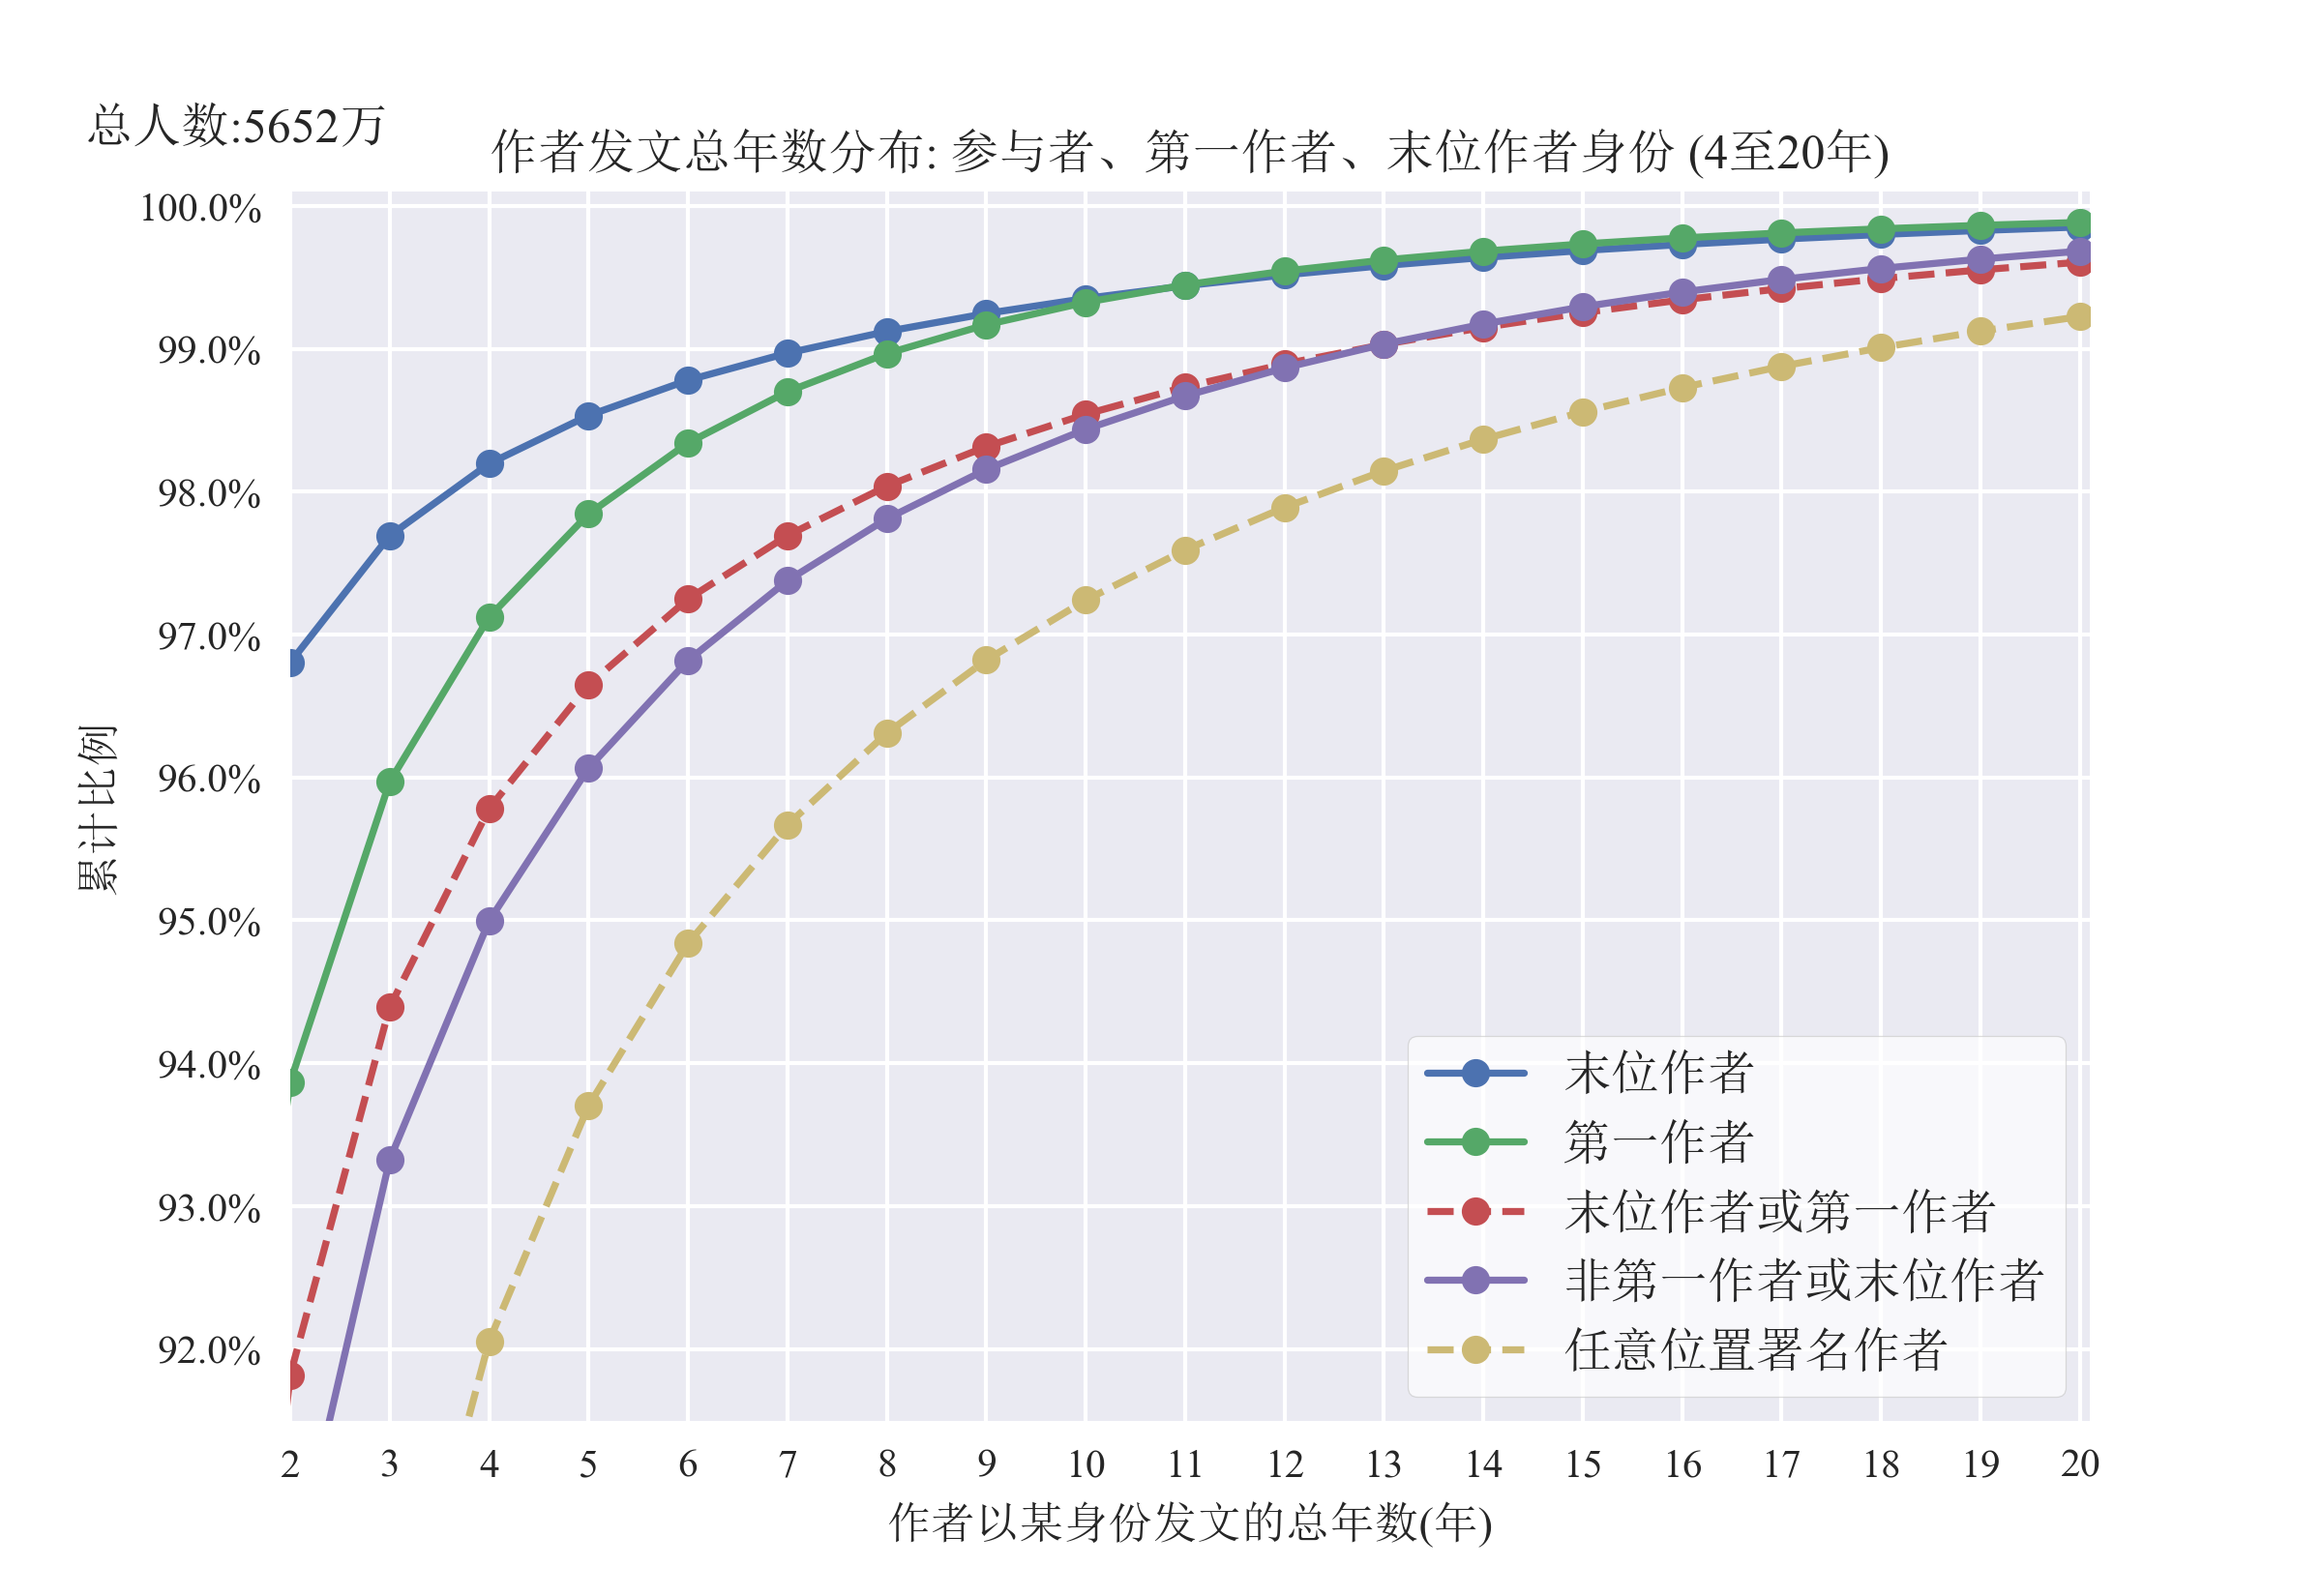 总人数:5652万
作者发文总年数分布: 参与者、第一作者、末位作者身份 (4至20年)
100.0%
99.0%
98.0%
97.0%
96.0%
95.0%
94.0%
93.0%
92.0%
累计比例
末位作者
第一作者
末位作者或第一作者
非第一作者或末位作者
任意位置署名作者
2 3 4 5 6 7 8 9 10 11 12 13 14 15 16 17 18 19 20
作者以某身份发文的总年数(年)